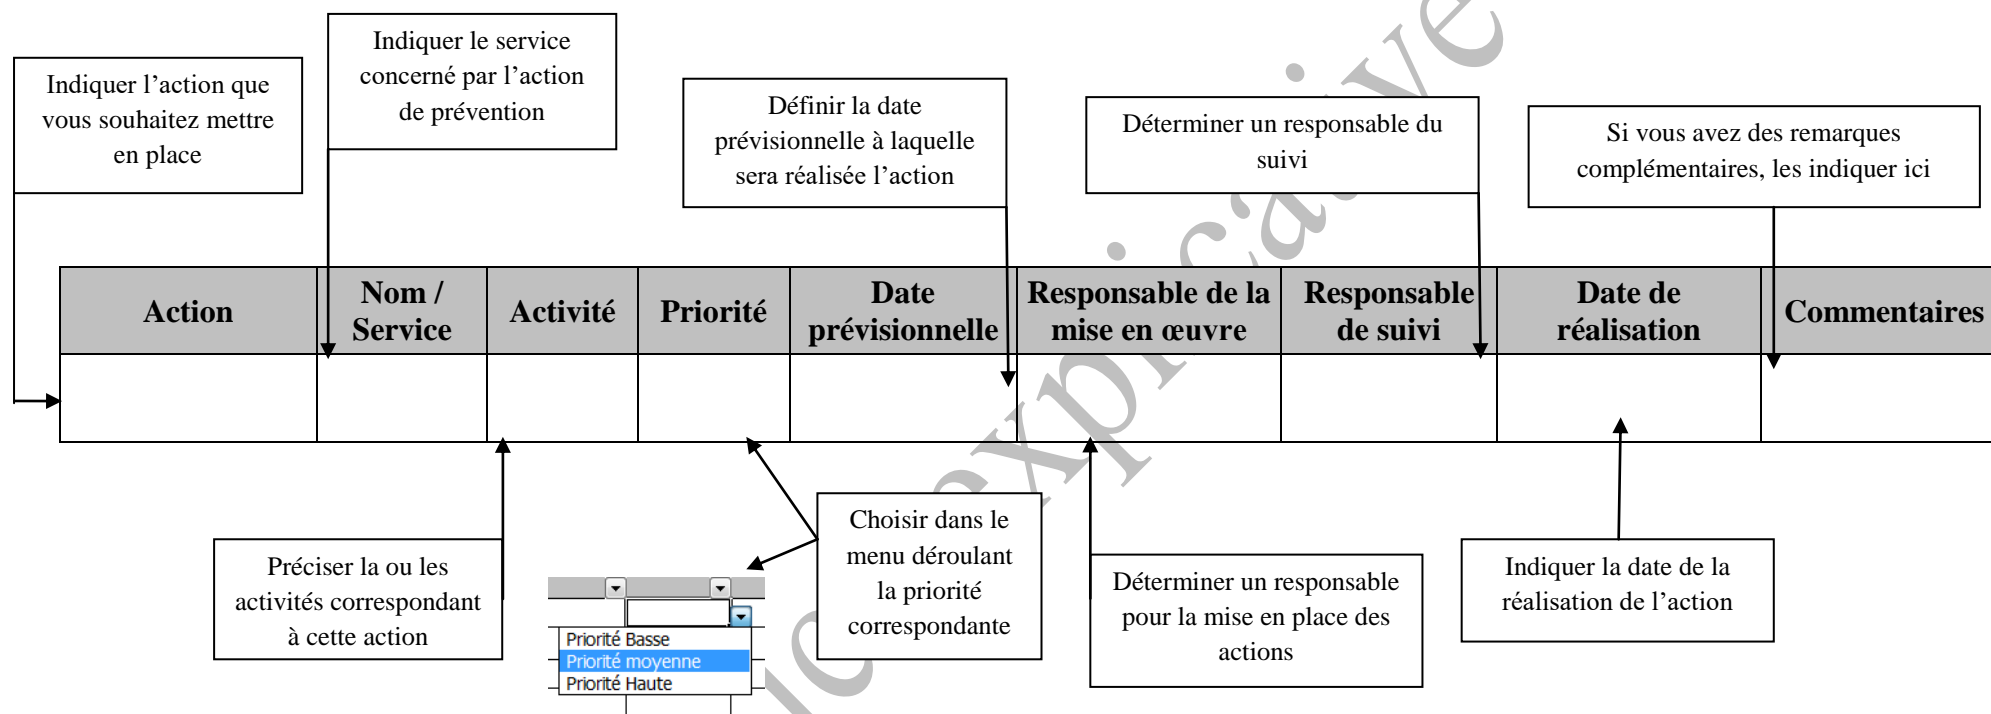 Indiquer l’action que
vous souhaitez mettre
en place
Indiquer le service
concerné par l’action
de prévention
Définir la date
prévisionnelle à laquelle
sera réalisée l’action
Déterminer un responsable du
suivi
Si vous avez des remarques
complémentaires, les indiquer ici
Action
Nom /
Service
Activité
Priorité
Date
prévisionnelle
Responsable de la
mise en œuvre
Responsable
de suivi
Date de
réalisation
Commentaires
Préciser la ou les
activités correspondant
à cette action
Priorité Basse
Priorité moyenne
Priorité Haute
Choisir dans le
menu déroulant
la priorité
correspondante
Déterminer un responsable
pour la mise en place des
actions
Indiquer la date de la
réalisation de l’action
explicative